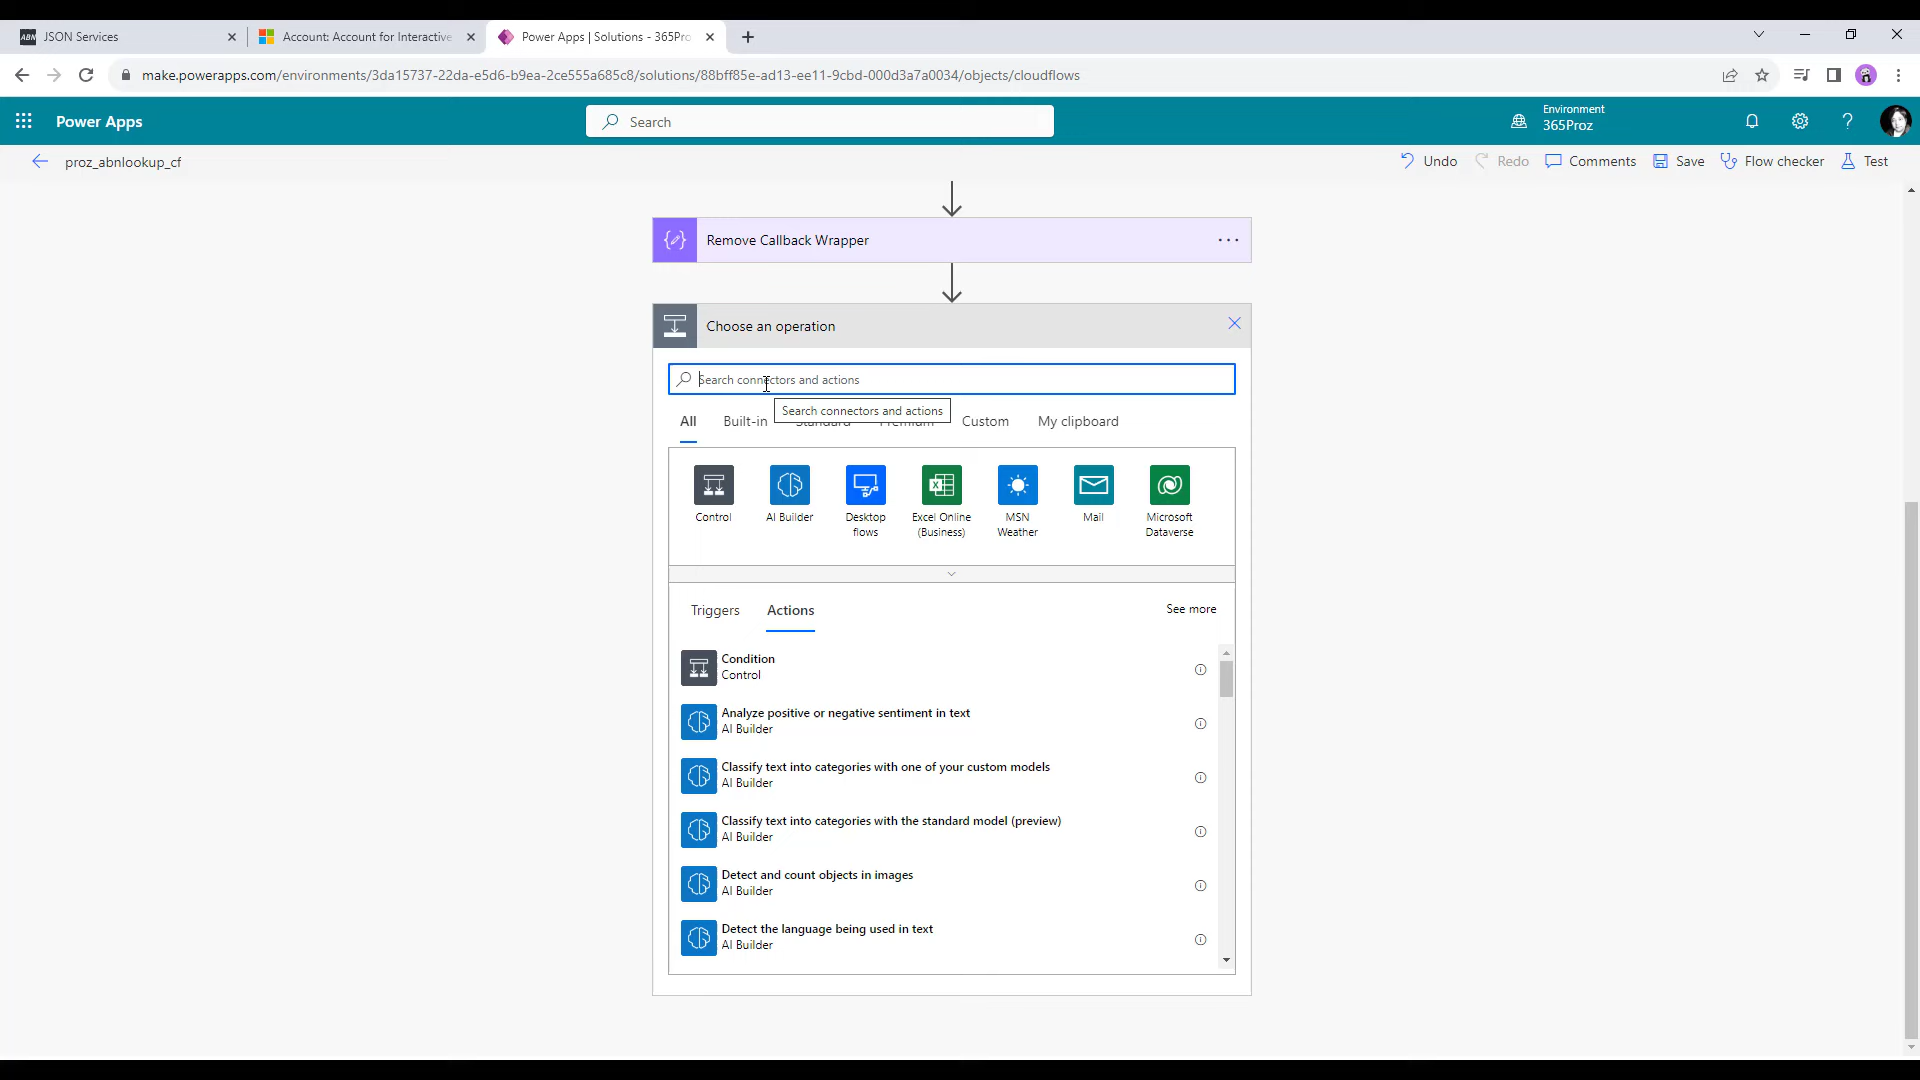 ABN JSON Services
Account: Account for Interactive
Power Apps | Solutions - 365Pro
make.powerapps.com/environments/3da15737-22da-e5d6-b9ea-2ce555a685c8/solutions/88bff85e-ad13-ee11-9cbd-000d3a7a0034/objects/cloudflows
Power Apps
Search
Environment
365Proz
proz_abnlookup_cf
Undo
Redo
Comments
Save
Flow checker
Test
Remove Callback Wrapper
Choose an operation
Search connectors and actions
Search connectors and actions
All
Built-in
Standard
Premium
Custom
My clipboard
Control
AI Builder
Desktop
flows
Excel Online
(Business)
MSN
Weather
Mail
Microsoft
Dataverse
Triggers
Actions
See more
Condition
Control
Analyze positive or negative sentiment in text
AI Builder
Classify text into categories with one of your custom models
AI Builder
Classify text into categories with the standard model (preview)
AI Builder
Detect and count objects in images
AI Builder
Detect the language being used in text
AI Builder